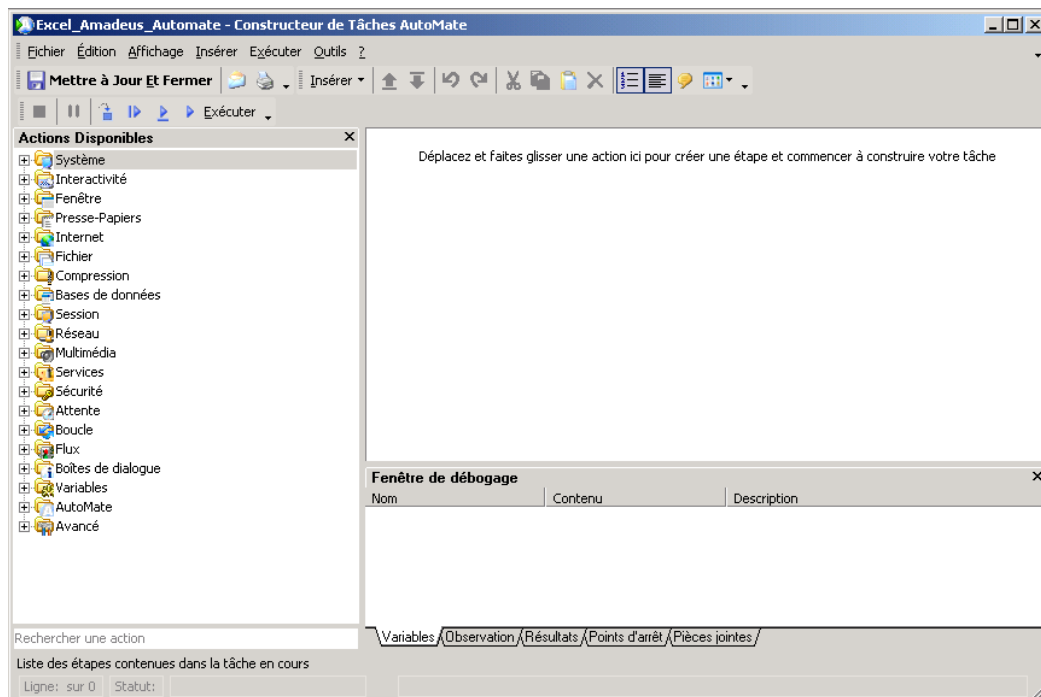 Excel_Amadeus_Automate - Constructeur de Tâches AutoMate
Fichier Édition Affichage Insérer Exécuter Outils ?
Mettre à Jour Et Fermer Insérer
Exécuter
Actions Disponibles
Système
Interactivité
Fenêtre
Presse-Papiers
Internet
Fichier
Compression
Bases de données
Session
Réseau
Multimédia
Services
Sécurité
Attente
Boucle
Flux
Boîtes de dialogue
Variables
AutoMate
Avancé
Rechercher une action
Déplacez et faites glisser une action ici pour créer une étape et commencer à construire votre tâche
Fenêtre de débogage
Nom Contenu Description
Variables Observation Résultats Points d'arrêt Pièces jointes
Liste des étapes contenues dans la tâche en cours
Ligne: sur 0 Statut: